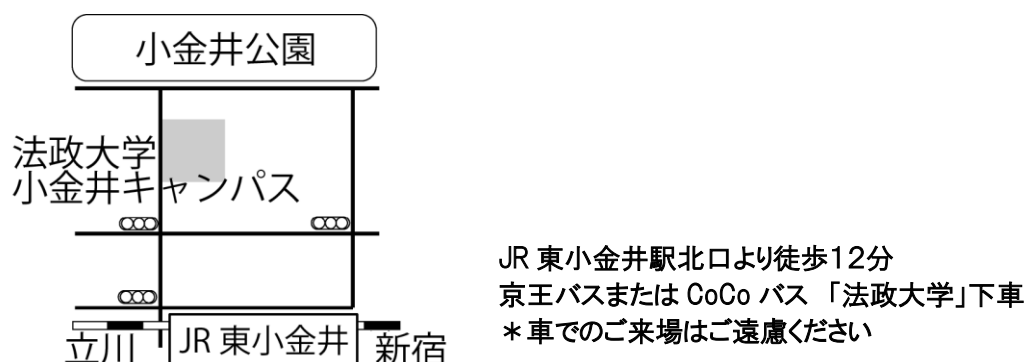 小金井公園
法政大学
小金井キャンパス
立川
JR 東小金井
新宿
JR 東小金井駅北口より徒歩１２分
京王バスまたは CoCo バス 「法政大学」下車
＊車でのご来場はご遠慮ください